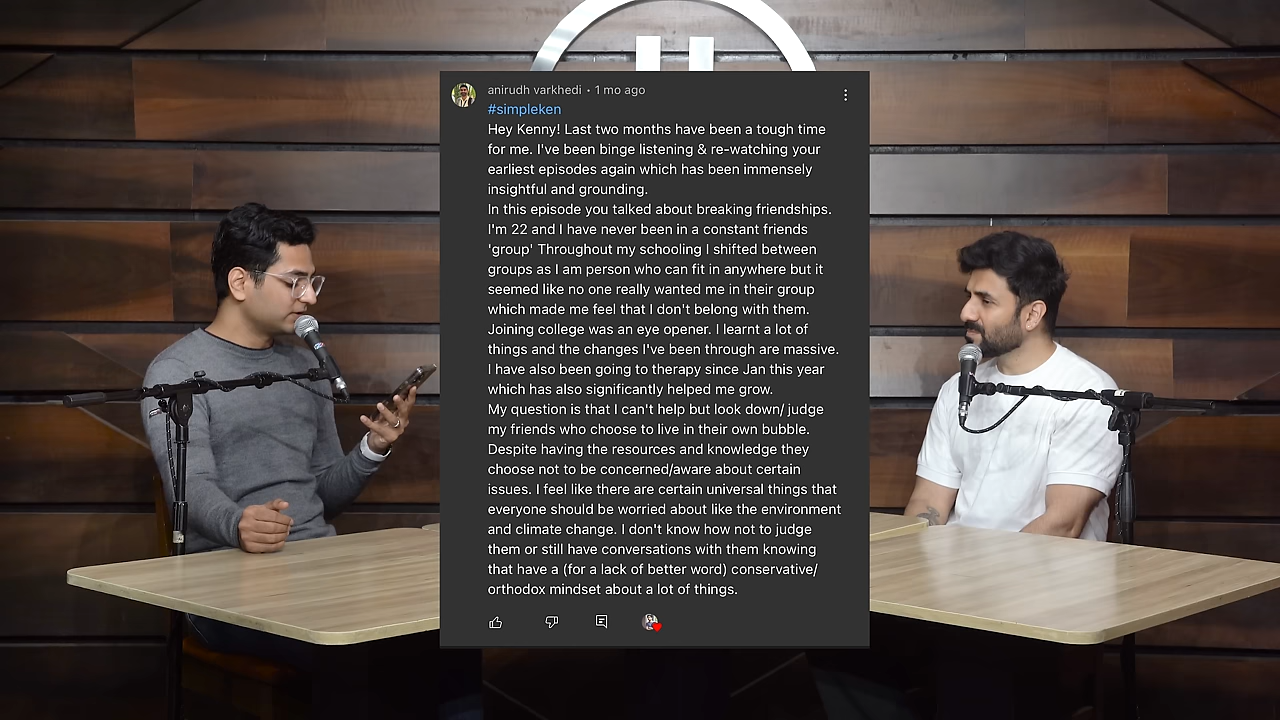 anirudh varkhedi • 1 mo ago
#simpleken
Hey Kenny! Last two months have been a tough time
for me. I've been binge listening & re-watching your
earliest episodes again which has been immensely
insightful and grounding.
In this episode you talked about breaking friendships.
I'm 22 and I have never been in a constant friends
'group' Throughout my schooling I shifted between
groups as I am person who can fit in anywhere but it
seemed like no one really wanted me in their group
which made me feel that I don't belong with them.
Joining college was an eye opener. I learnt a lot of
things and the changes I've been through are massive.
I have also been going to therapy since Jan this year
which has also significantly helped me grow.
My question is that I can't help but look down/ judge
my friends who choose to live in their own bubble.
Despite having the resources and knowledge they
choose not to be concerned/aware about certain
issues. I feel like there are certain universal things that
everyone should be worried about like the environment
and climate change. I don't know how not to judge
them or still have conversations with them knowing
that have a (for a lack of better word) conservative/
orthodox mindset about a lot of things.